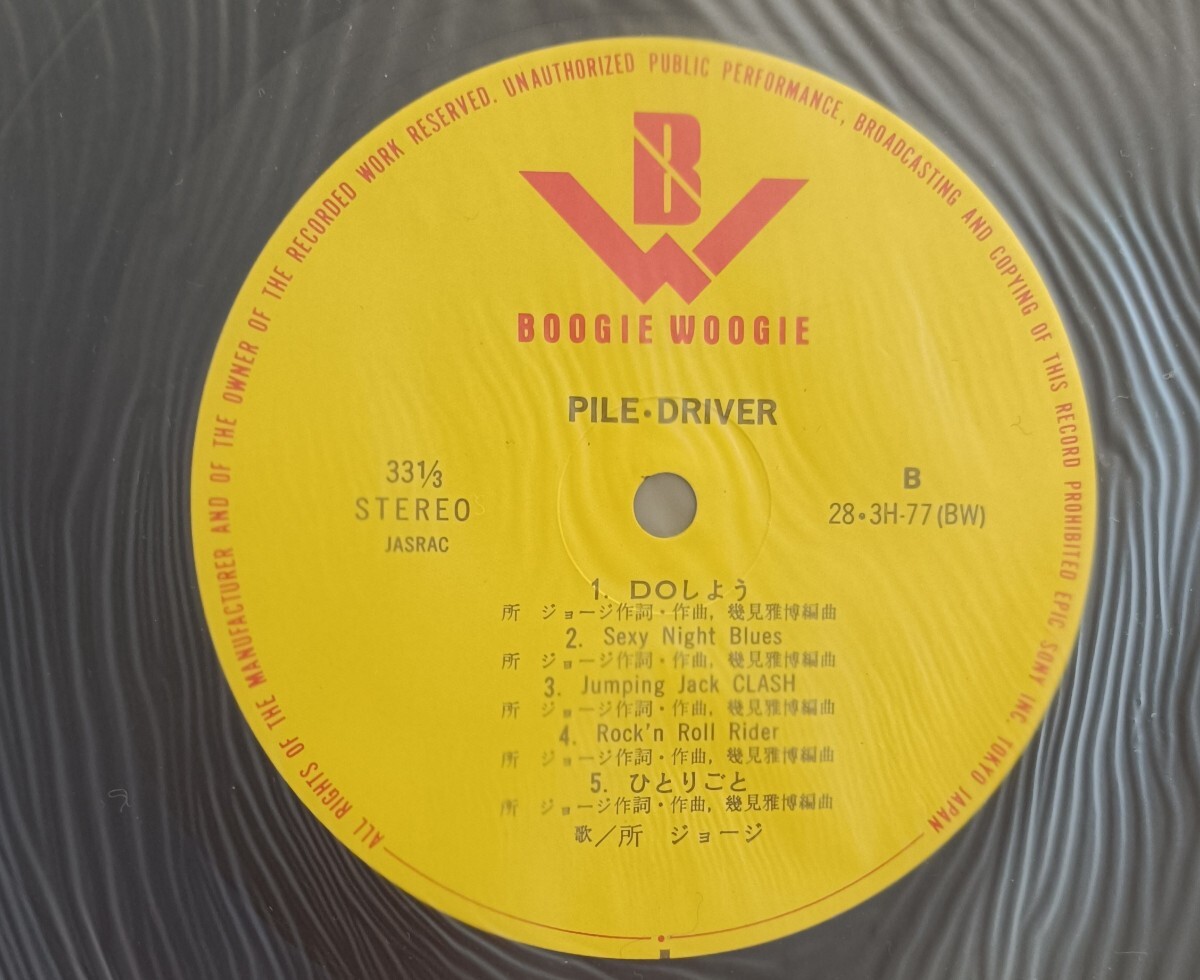 ALL RIGHTS OF THE MANUFACTURER AND OF THE OWNER OF THE RECORDED WORK RESERVED. UNAUTHORIZED PUBLIC PERFORMANCE, BROADCASTING AND COPYING OF THIS RECORD PROHIBITED EPIC SONY INC. TOKYO JAPAN
B
W
BOOGIE WOOGIE
PILE・DRIVER
33⅓
STEREO
JASRAC
B
28・3H-77(BW)
1. DOしよう
所 ジョージ作詞・作曲, 幾見雅博編曲
2. Sexy Night Blues
所 ジョージ作詞・作曲, 幾見雅博編曲
3. Jumping Jack CLASH
所 ジョージ作詞・作曲, 幾見雅博編曲
4. Rock'n Roll Rider
所 ジョージ作詞・作曲, 幾見雅博編曲
5. ひとりごと
所 ジョージ作詞・作曲, 幾見雅博編曲
歌／所 ジョージ